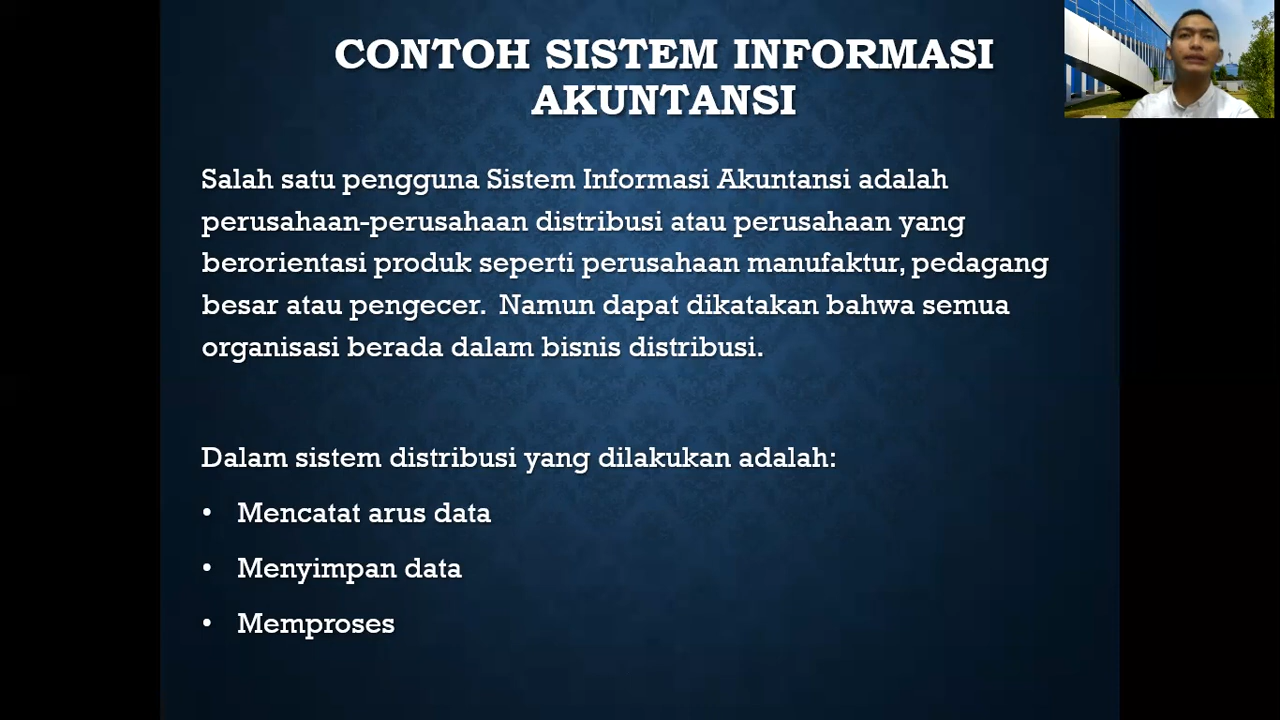 CONTOH SISTEM INFORMASI
AKUNTANSI
Salah satu pengguna Sistem Informasi Akuntansi adalah
perusahaan-perusahaan distribusi atau perusahaan yang
berorientasi produk seperti perusahaan manufaktur, pedagang
besar atau pengecer. Namun dapat dikatakan bahwa semua
organisasi berada dalam bisnis distribusi.
Dalam sistem distribusi yang dilakukan adalah:
• Mencatat arus data
• Menyimpan data
• Memproses